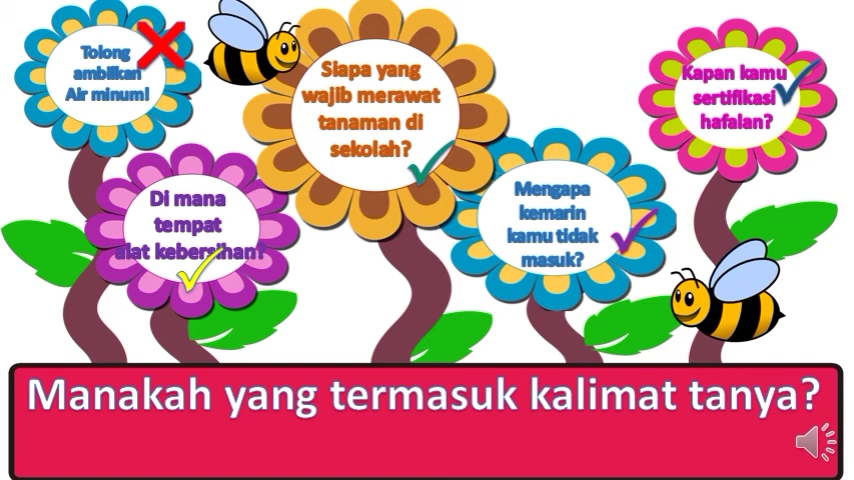 Tolong
ambilkan
Air minum!
Siapa yang
wajib merawat
tanaman di
sekolah?
Kapan kamu
sertifikasi
hafalan?
Di mana
tempat
alat kebersihan?
Mengapa
kemarin
kamu tidak
masuk?
Manakah yang termasuk kalimat tanya?